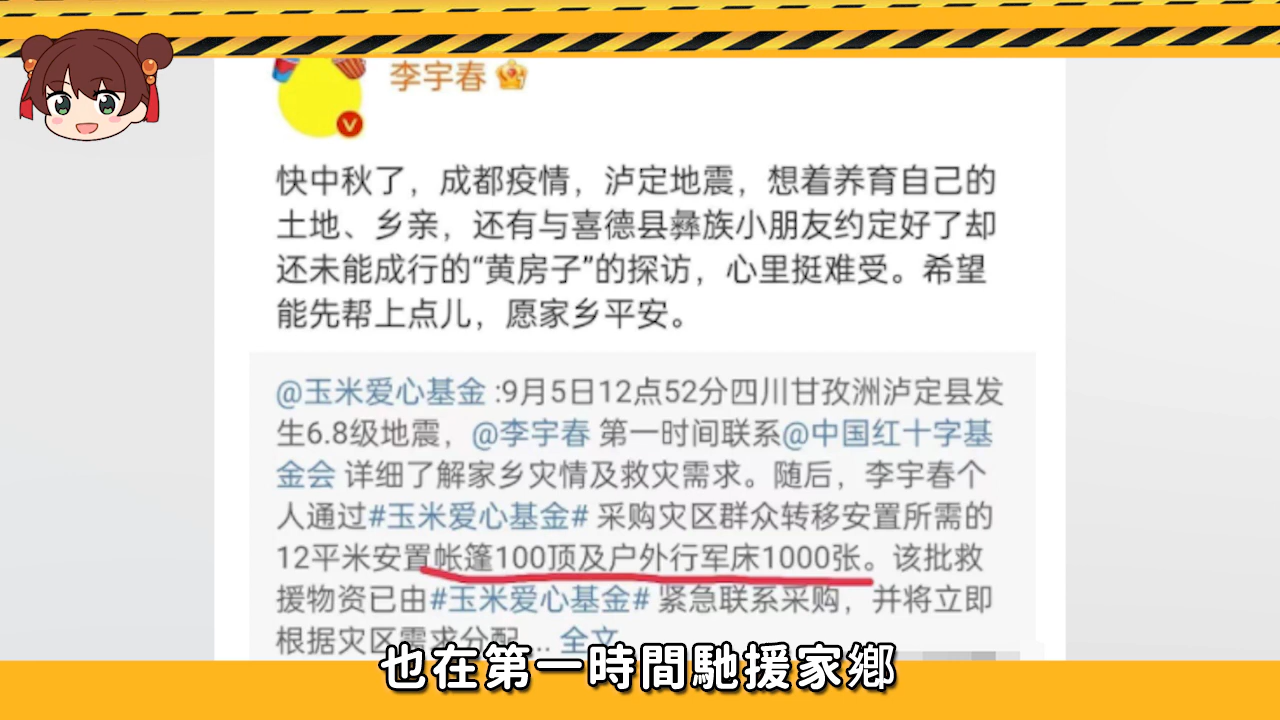 李宇春
快中秋了，成都疫情，泸定地震，想着养育自己的
土地、乡亲，还有与喜德县彝族小朋友约定好了却
还未能成行的“黄房子”的探访，心里挺难受。希望
能先帮上点儿，愿家乡平安。
@玉米爱心基金 :9月5日12点52分四川甘孜洲泸定县发
生6.8级地震，@李宇春 第一时间联系@中国红十字基
金会 详细了解家乡灾情及救灾需求。随后，李宇春个
人通过#玉米爱心基金# 采购灾区群众转移安置所需的
12平米安置帐篷100顶及户外行军床1000张。该批救
援物资已由#玉米爱心基金# 紧急联系采购，并将立即
根据灾区需求分配 ... 全文
也在第一時間馳援家鄉